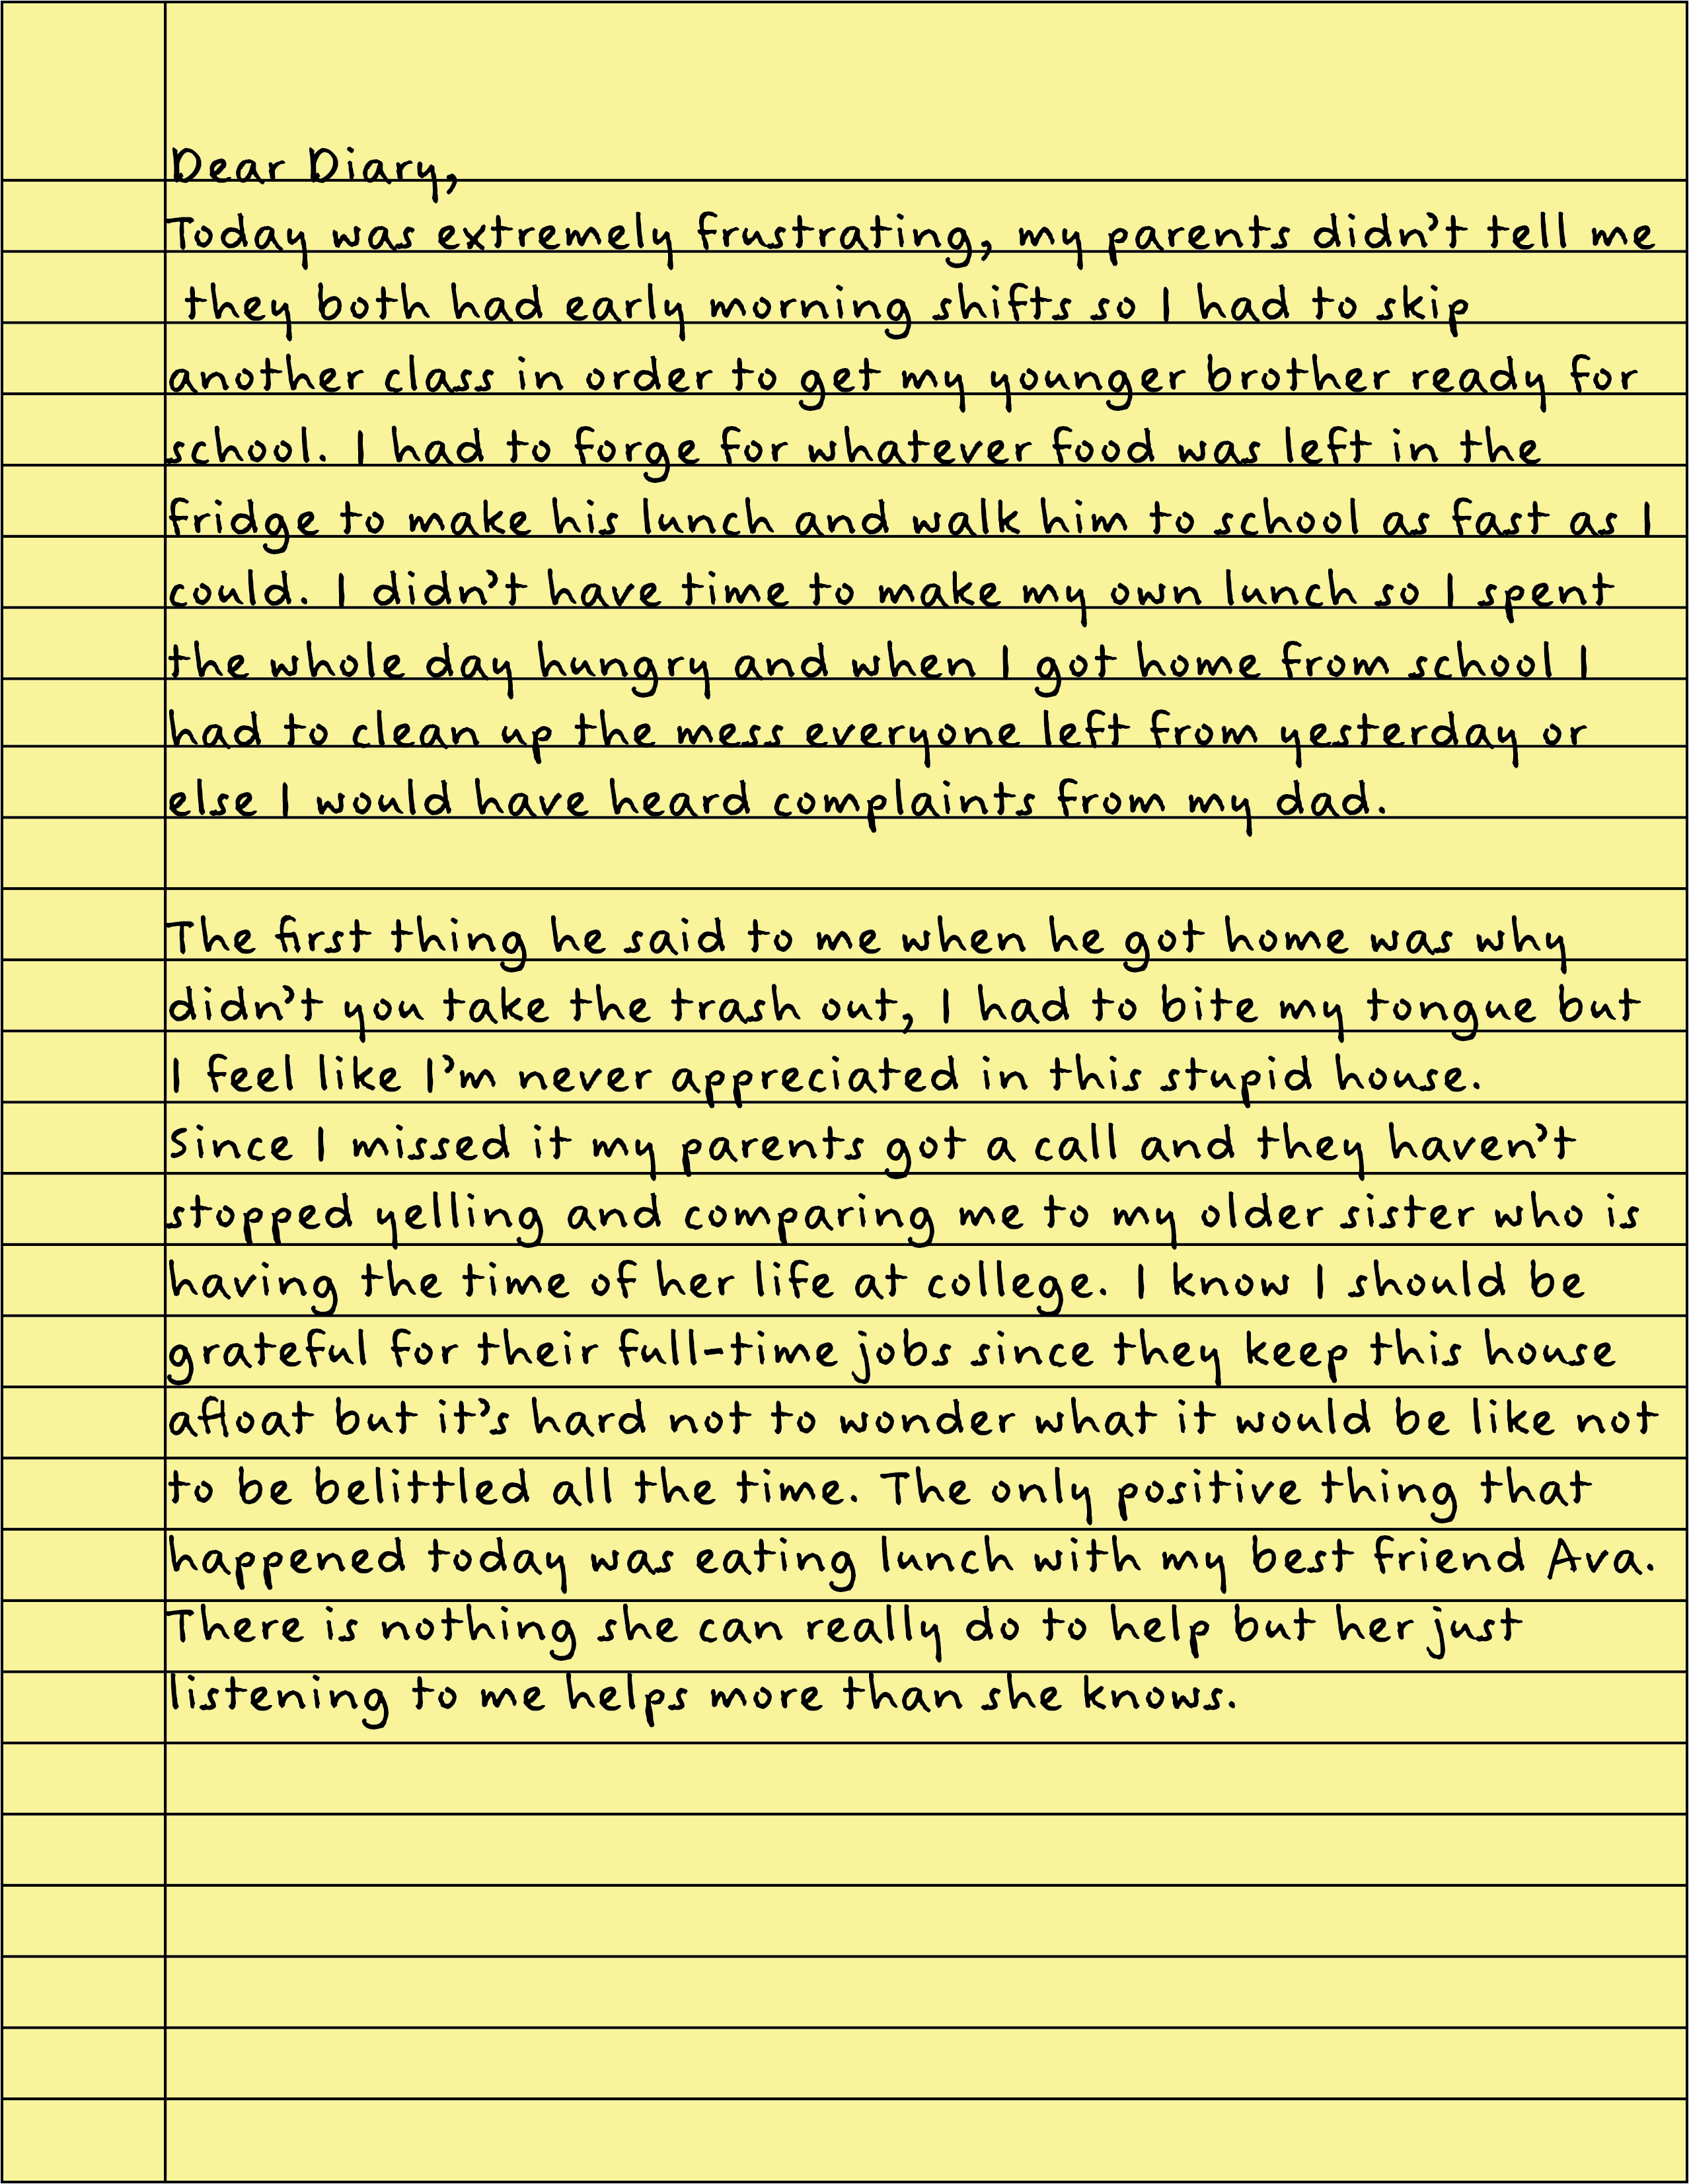 Dear Diary,
Today was extremely frustrating, my parents didn't tell me
they both had early morning shifts so I had to skip
another class in order to get my younger brother ready for
school. I had to forge for whatever food was left in the
fridge to make his lunch and walk him to school as fast as I
could. I didn't have time to make my own lunch so I spent
the whole day hungry and when I got home from school I
had to clean up the mess everyone left from yesterday or
else I would have heard complaints from my dad.
The first thing he said to me when he got home was why
didn't you take the trash out, I had to bite my tongue but
I feel like I'm never appreciated in this stupid house.
Since I missed it my parents got a call and they haven't
stopped yelling and comparing me to my older sister who is
having the time of her life at college. I know I should be
grateful for their full-time jobs since they keep this house
afloat but it's hard not to wonder what it would be like not
to be belittled all the time. The only positive thing that
happened today was eating lunch with my best friend Ava.
There is nothing she can really do to help but her just
listening to me helps more than she knows.